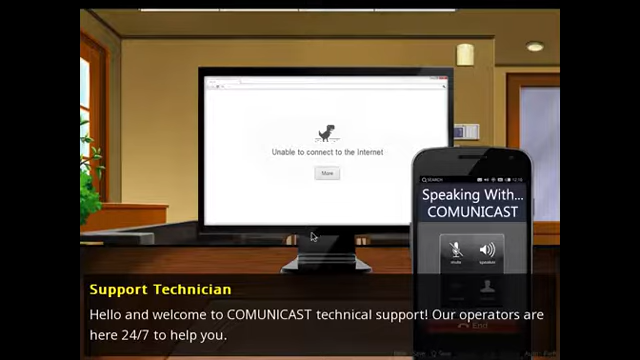 Unable to connect to the Internet
More
SEARCH
Speaking With...
COMUNICAST
mute
speaker
End
Support Technician
Hello and welcome to COMUNICAST technical support! Our operators are
here 24/7 to help you.